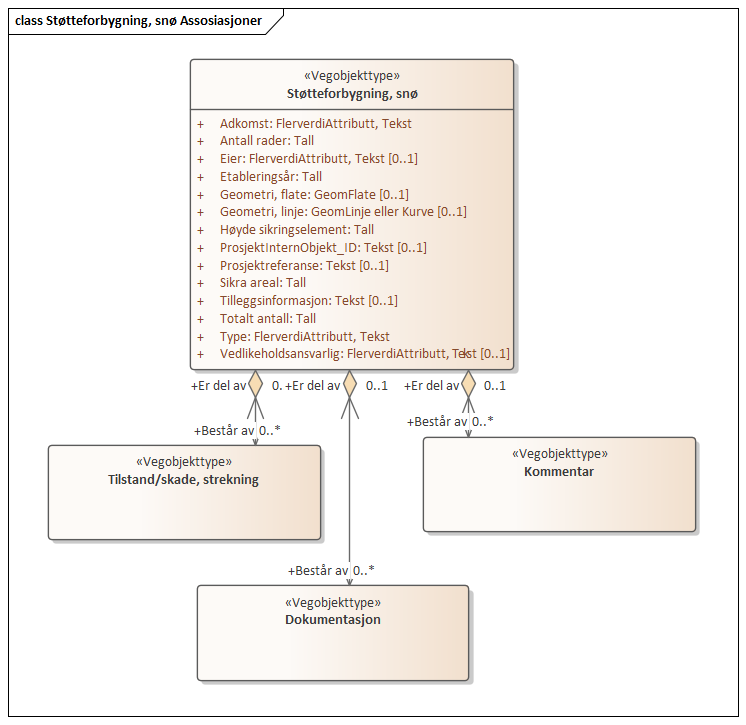 class Støtteforbygning, snø Assosiasjoner
«Vegobjekttype»
Støtteforbygning, snø
+ Adkomst: FlerverdiAttributt, Tekst
+ Antall rader: Tall
+ Eier: FlerverdiAttributt, Tekst [0..1]
+ Etableringsår: Tall
+ Geometri, flate: GeomFlate [0..1]
+ Geometri, linje: GeomLinje eller Kurve [0..1]
+ Høyde sikringselement: Tall
+ ProsjektInternObjekt_ID: Tekst [0..1]
+ Prosjektreferanse: Tekst [0..1]
+ Sikra areal: Tall
+ Tilleggsinformasjon: Tekst [0..1]
+ Totalt antall: Tall
+ Type: FlerverdiAttributt, Tekst
+ Vedlikeholdsansvarlig: FlerverdiAttributt, Tekst [0..1]
+Er del av 0.. +Er del av 0..1 +Er del av 0..1
+Består av 0..*
+Består av 0..*
«Vegobjekttype»
Tilstand/skade, strekning
«Vegobjekttype»
Kommentar
+Består av 0..*
«Vegobjekttype»
Dokumentasjon